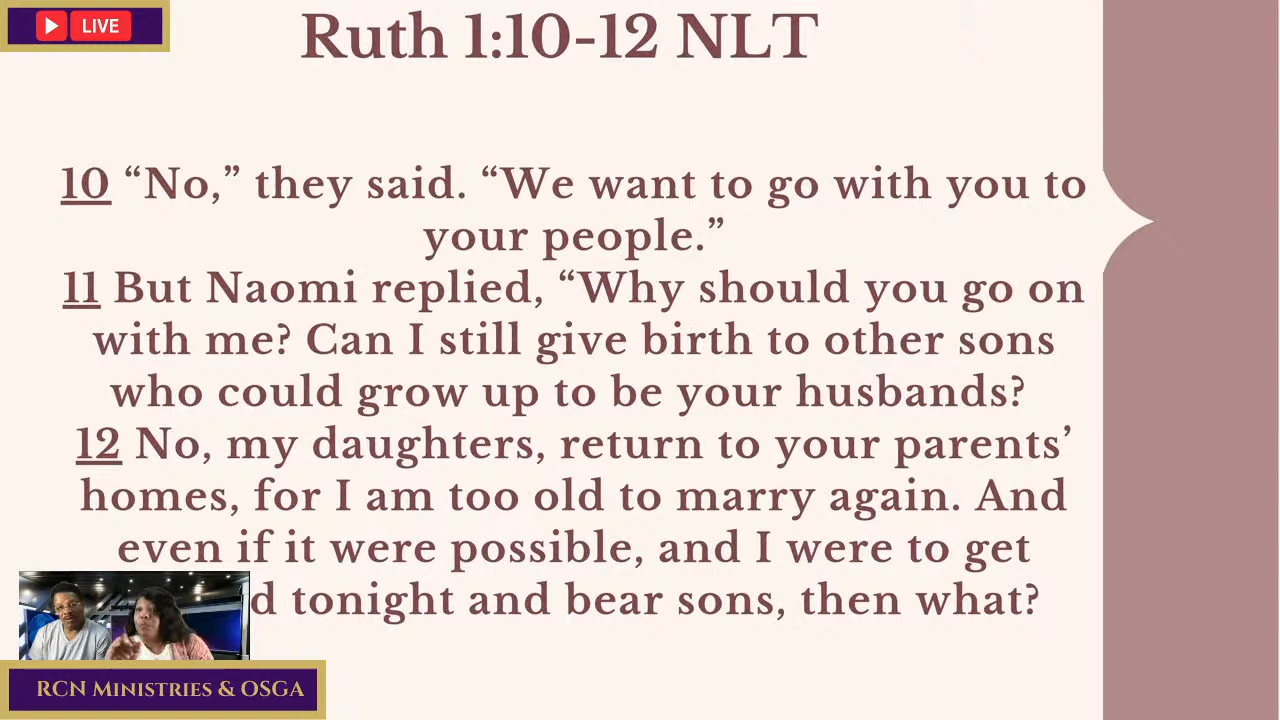 LIVE
Ruth 1:10-12 NLT
10 “No,” they said. “We want to go with you to
your people.”
11 But Naomi replied, “Why should you go on
with me? Can I still give birth to other sons
who could grow up to be your husbands?
12 No, my daughters, return to your parents’
homes, for I am too old to marry again. And
even if it were possible, and I were to get
d tonight and bear sons, then what?
RCN Ministries & OSGA